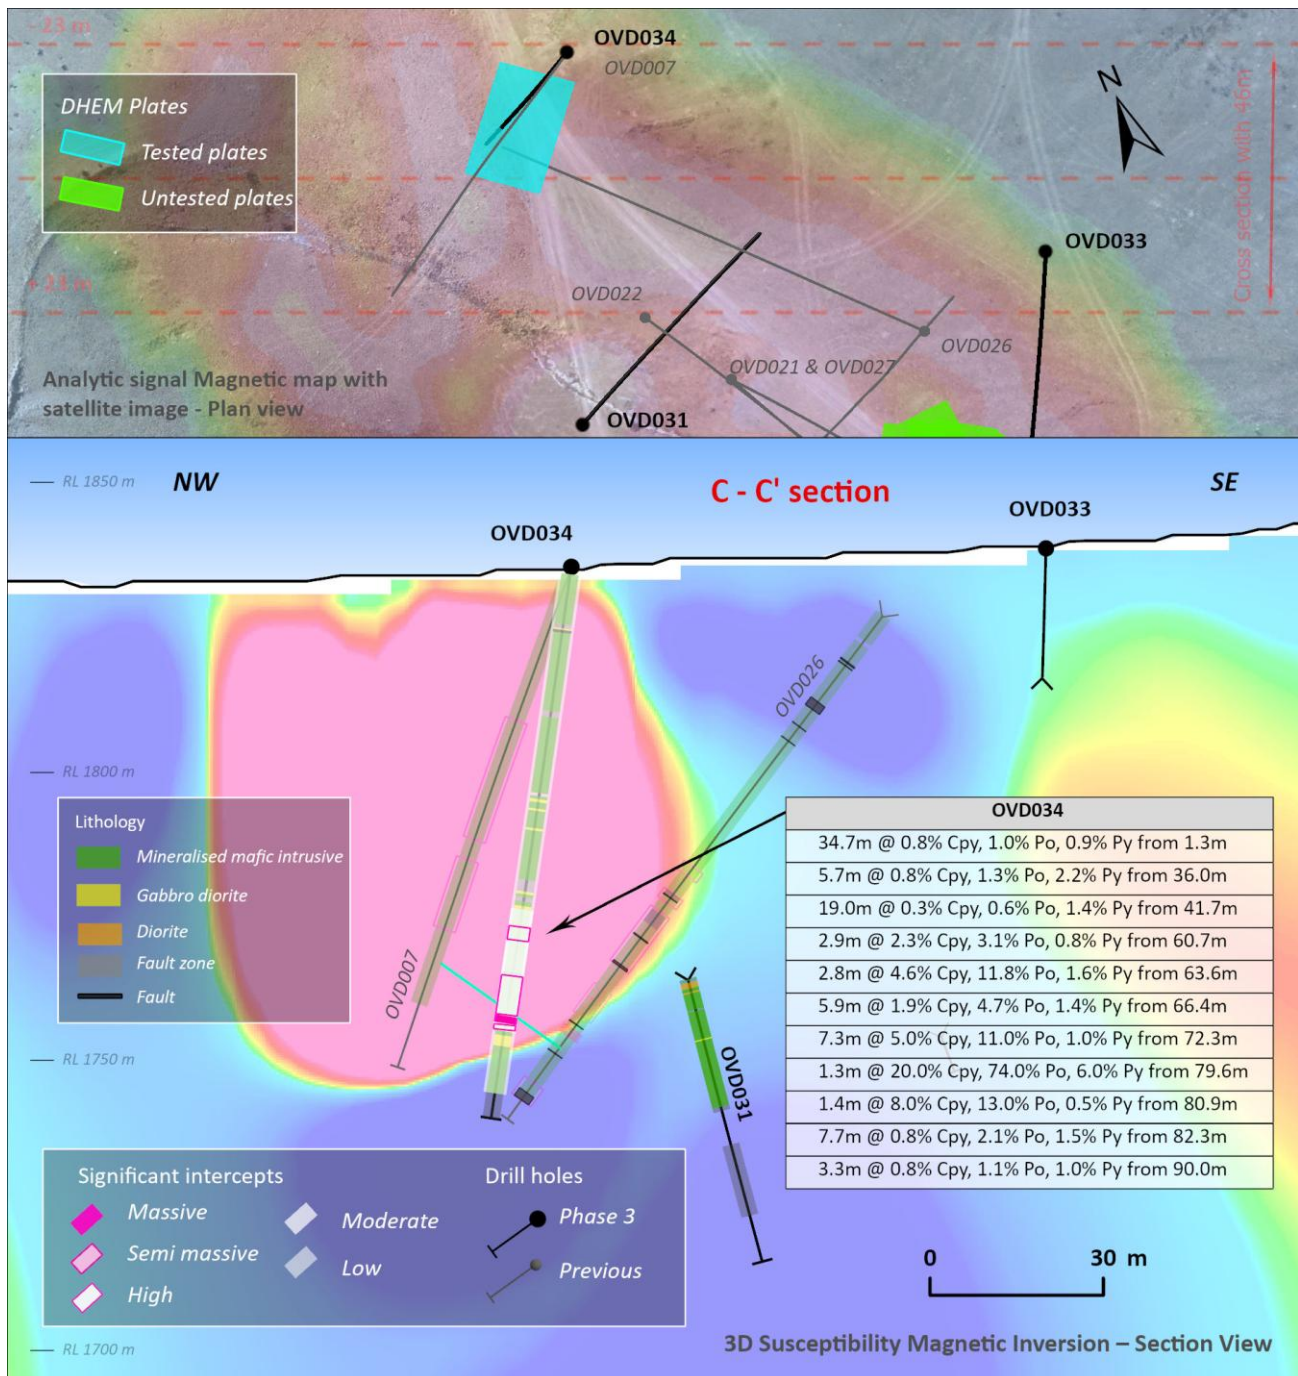 - 23 m
OVD034
OVD007
N
Cross section with 46m
DHEM Plates
Tested plates
Untested plates
OVD033
+ 23 m
OVD022
OVD026
OVD021 & OVD027
Analytic signal Magnetic map with
satellite image - Plan view
OVD031
RL 1850 m
NW
C - C' section
SE
OVD033
OVD034
OVD026
RL 1800 m
Lithology
Mineralised mafic intrusive
Gabbro diorite
Diorite
Fault zone
Fault
OVD007
OVD034
34.7m @ 0.8% Cpy, 1.0% Po, 0.9% Py from 1.3m
5.7m @ 0.8% Cpy, 1.3% Po, 2.2% Py from 36.0m
19.0m @ 0.3% Cpy, 0.6% Po, 1.4% Py from 41.7m
2.9m @ 2.3% Cpy, 3.1% Po, 0.8% Py from 60.7m
2.8m @ 4.6% Cpy, 11.8% Po, 1.6% Py from 63.6m
5.9m @ 1.9% Cpy, 4.7% Po, 1.4% Py from 66.4m
7.3m @ 5.0% Cpy, 11.0% Po, 1.0% Py from 72.3m
1.3m @ 20.0% Cpy, 74.0% Po, 6.0% Py from 79.6m
1.4m @ 8.0% Cpy, 13.0% Po, 0.5% Py from 80.9m
7.7m @ 0.8% Cpy, 2.1% Po, 1.5% Py from 82.3m
3.3m @ 0.8% Cpy, 1.1% Po, 1.0% Py from 90.0m
RL 1750 m
OVD031
Significant intercepts
Massive
Semi massive
High
Moderate
Low
Drill holes
Phase 3
Previous
0 30 m
RL 1700 m
3D Susceptibility Magnetic Inversion – Section View